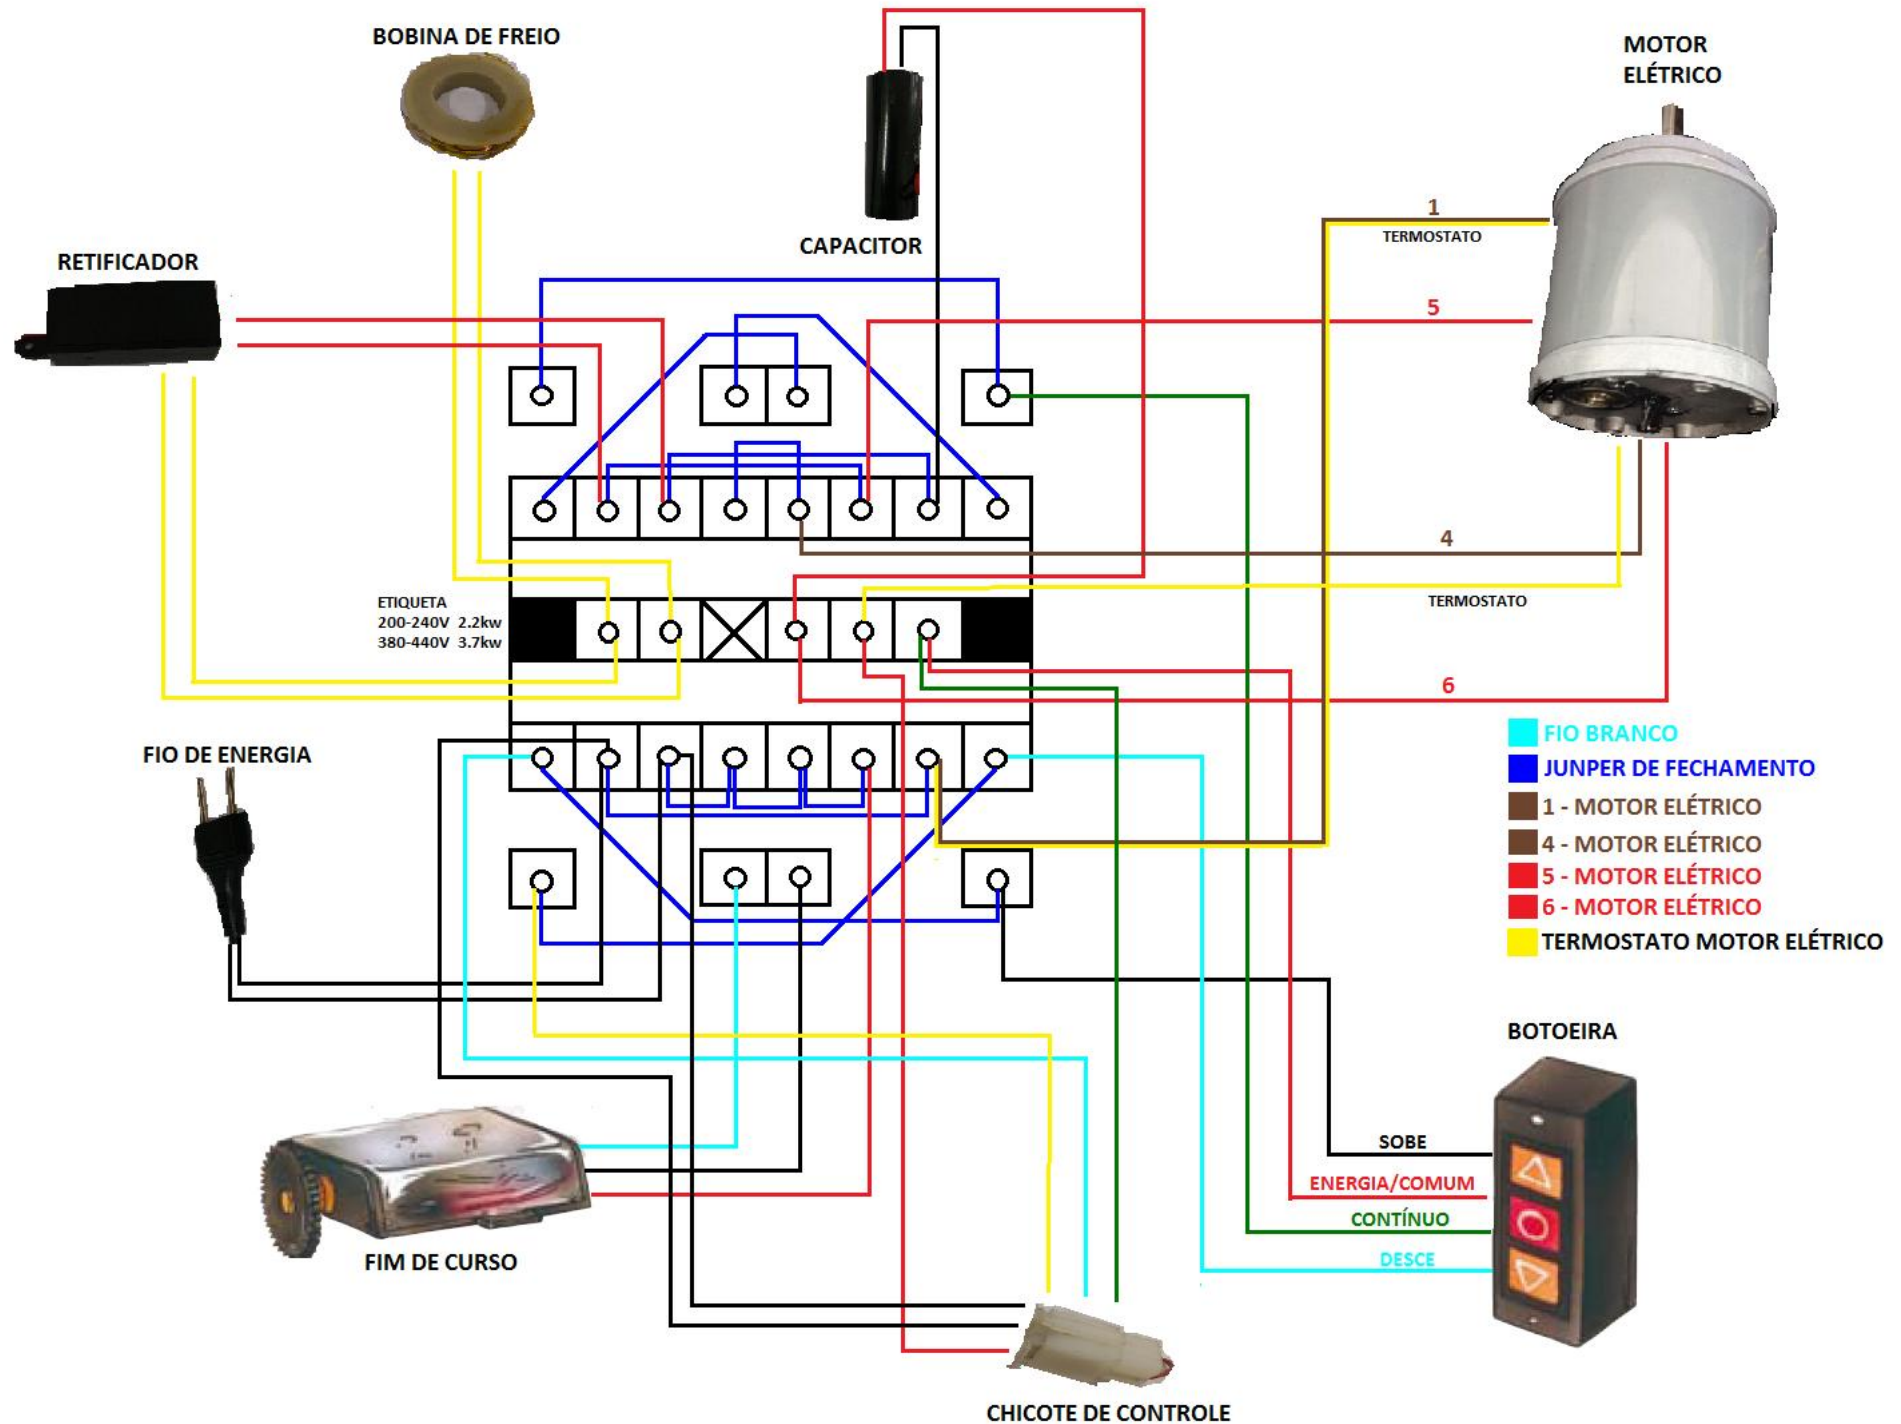 BOBINA DE FREIO
MOTOR
ELÉTRICO
1
TERMOSTATO
CAPACITOR
RETIFICADOR
5
4
ETIQUETA
200-240V 2.2kw
380-440V 3.7kw
TERMOSTATO
6
FIO DE ENERGIA
FIO BRANCO
JUNPER DE FECHAMENTO
1 - MOTOR ELÉTRICO
4 - MOTOR ELÉTRICO
5 - MOTOR ELÉTRICO
6 - MOTOR ELÉTRICO
TERMOSTATO MOTOR ELÉTRICO
BOTOEIRA
SOBE
ENERGIA/COMUM
CONTÍNUO
DESCE
FIM DE CURSO
CHICOTE DE CONTROLE